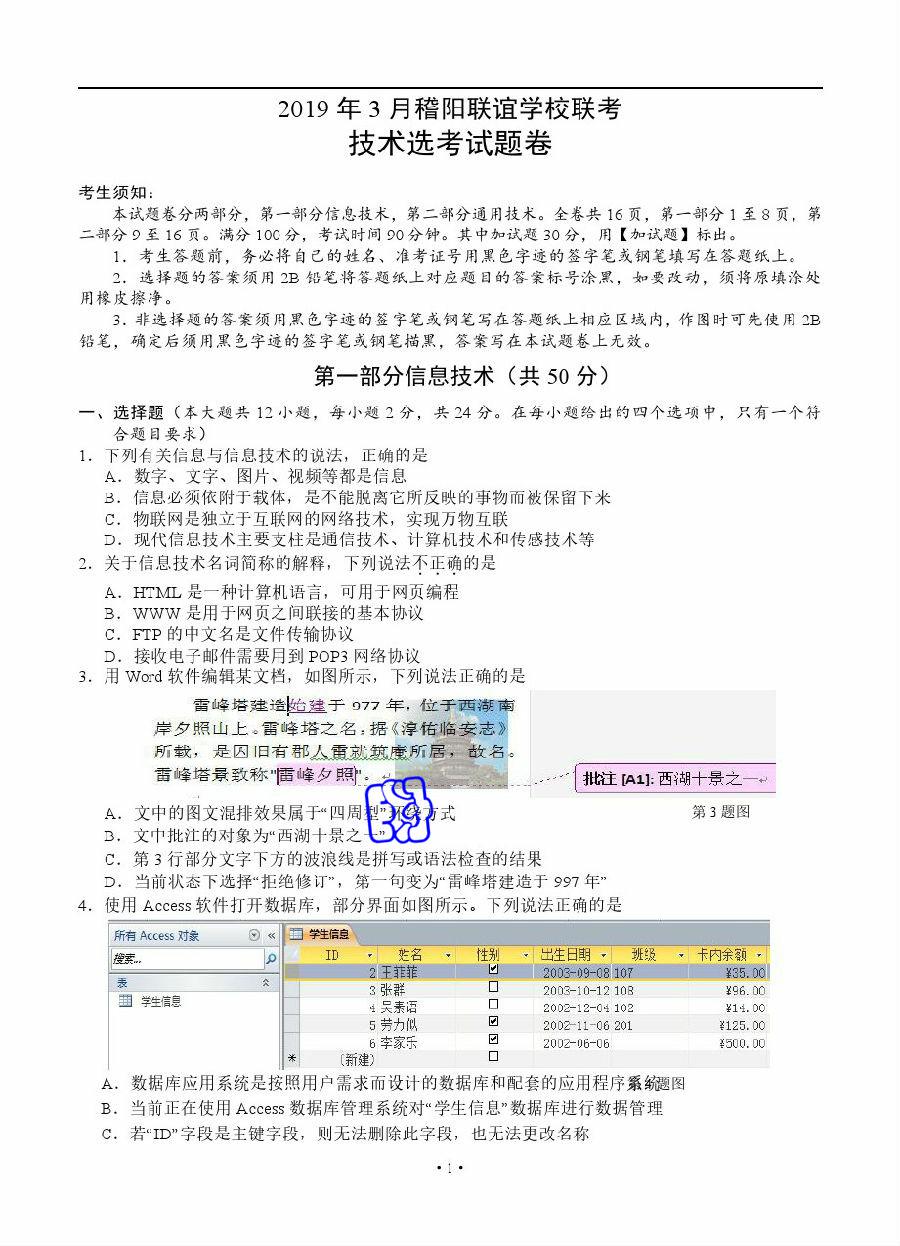 2019 年 3 月稽阳联谊学校联考
技术选考试题卷
考生须知：
本试题卷分两部分，第一部分信息技术，第二部分通用技术。全卷共 16 页，第一部分 1 至 8 页，第
二部分 9 至 16 页。满分 100 分，考试时间 90 分钟。其中加试题 30 分，用【加试题】标出。
1．考生答题前，务必将自己的姓名、准考证号用黑色字迹的签字笔或钢笔填写在答题纸上。
2．选择题的答案须用 2B 铅笔将答题纸上对应题目的答案标号涂黑，如要改动，须将原填涂处
用橡皮擦净。
3．非选择题的答案须用黑色字迹的签字笔或钢笔写在答题纸上相应区域内，作图时可先使用 2B
铅笔，确定后须用黑色字迹的签字笔或钢笔描黑，答案写在本试题卷上无效。
第一部分信息技术（共 50 分）
一、选择题（本大题共 12 小题，每小题 2 分，共 24 分。在每小题给出的四个选项中，只有一个符
合题目要求）
1．下列有关信息与信息技术的说法，正确的是
A．数字、文字、图片、视频等都是信息
B．信息必须依附于载体，是不能脱离它所反映的事物而被保留下来
C．物联网是独立于互联网的网络技术，实现万物互联
D．现代信息技术主要支柱是通信技术、计算机技术和传感技术等
2．关于信息技术名词简称的解释，下列说法不正确的是
A．HTML 是一种计算机语言，可用于网页编程
B．WWW 是用于网页之间联接的基本协议
C．FTP 的中文名是文件传输协议
D．接收电子邮件需要用到 POP3 网络协议
3．用 Word 软件编辑某文档，如图所示，下列说法正确的是
雷峰塔建造始建于 977 年，位于西湖南
岸夕照山上。雷峰塔之名，据《淳佑临安志》
所载，是因旧有郡人雷就筑庵所居，故名。
雷峰塔景致称"雷峰夕照"。
批注 [A1]: 西湖十景之一
A．文中的图文混排效果属于“四周型”环绕方式
第 3 题图
B．文中批注的对象为“西湖十景之一”
C．第 3 行部分文字下方的波浪线是拼写或语法检查的结果
D．当前状态下选择“拒绝修订”，第一句变为“雷峰塔建造于 997 年”
4．使用 Access 软件打开数据库，部分界面如图所示。下列说法正确的是
所有 Access 对象 «
搜索...
表
学生信息
学生信息
ID 姓名 性别 出生日期 班级 卡内余额
2 王菲菲 2003-09-08 107 ¥35.00
3 张群 2003-10-12 108 ¥96.00
4 吴素语 2002-12-04 102 ¥14.00
5 劳力似 2002-11-06 201 ¥125.00
6 李家乐 2002-06-06 ¥500.00
* (新建)
A．数据库应用系统是按照用户需求而设计的数据库和配套的应用程序系统
题图
B．当前正在使用 Access 数据库管理系统对“学生信息”数据库进行数据管理
C．若“ID”字段是主键字段，则无法删除此字段，也无法更改名称
• 1 •